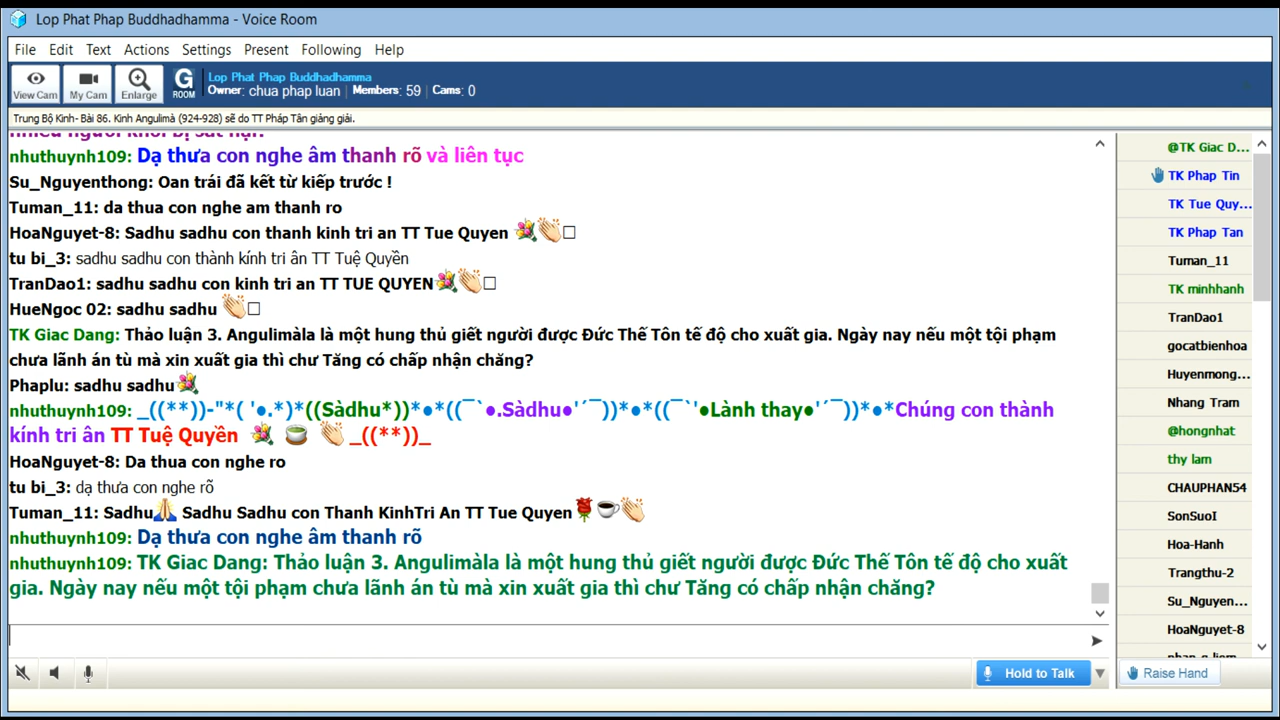 Lop Phat Phap Buddhadhamma - Voice Room
File Edit Text Actions Settings Present Following Help
View Cam My Cam Enlarge G ROOM
Lop Phat Phap Buddhadhamma
Owner: chua phap luan | Members: 59 | Cams: 0
Trung Bộ Kinh- Bài 86. Kinh Angulimà (924-928) sẽ do TT Pháp Tân giảng giải.
nhiều người khỏi bị sát hại.
nhuthuynh109: Dạ thưa con nghe âm thanh rõ và liên tục
Su_Nguyenthong: Oan trái đã kết từ kiếp trước !
Tuman_11: da thua con nghe am thanh ro
HoaNguyet-8: Sadhu sadhu con thanh kinh tri an TT Tue Quyen 💐👏□
tu bi_3: sadhu sadhu con thành kính tri ân TT Tuệ Quyền
TranDao1: sadhu sadhu con kinh tri an TT TUE QUYEN💐👏□
HueNgoc 02: sadhu sadhu 👏□
TK Giac Dang: Thảo luận 3. Angulimàla là một hung thủ giết người được Đức Thế Tôn tế độ cho xuất gia. Ngày nay nếu một tội phạm
chưa lãnh án tù mà xin xuất gia thì chư Tăng có chấp nhận chăng?
Phaplu: sadhu sadhu💐
nhuthuynh109: _((**))-"*( '●.*)*((Sàdhu*))*●*((¯`●.Sàdhu●'´¯))*●*((¯`'●Lành thay●'´¯))*●*Chúng con thành
kính tri ân TT Tuệ Quyền 💐 🍵 👏 _((**))_
HoaNguyet-8: Da thua con nghe ro
tu bi_3: dạ thưa con nghe rõ
Tuman_11: Sadhu🙏 Sadhu Sadhu con Thanh KinhTri An TT Tue Quyen🌹☕👏
nhuthuynh109: Dạ thưa con nghe âm thanh rõ
nhuthuynh109: TK Giac Dang: Thảo luận 3. Angulimàla là một hung thủ giết người được Đức Thế Tôn tế độ cho xuất
gia. Ngày nay nếu một tội phạm chưa lãnh án tù mà xin xuất gia thì chư Tăng có chấp nhận chăng?
@TK Giac D...
TK Phap Tin
TK Tue Quy...
TK Phap Tan
Tuman_11
TK minhhanh
TranDao1
gocatbienhoa
Huyenmong...
Nhang Tram
@hongnhat
thy lam
CHAUPHAN54
SonSuoI
Hoa-Hanh
Trangthu-2
Su_Nguyen...
HoaNguyet-8
Hold to Talk
Raise Hand